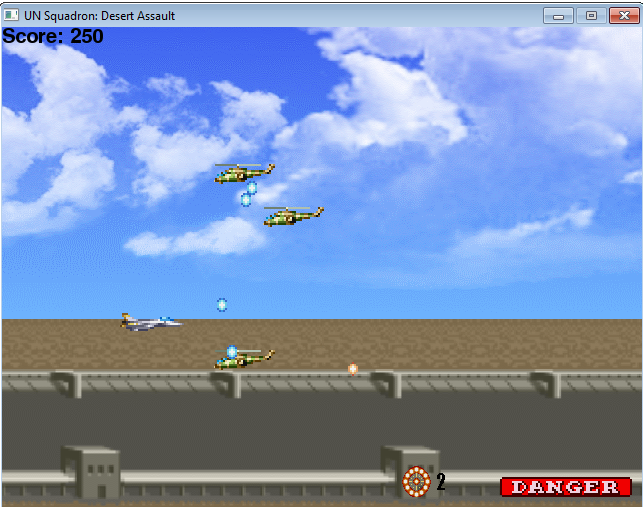 UN Squadron: Desert Assault
Score: 250
2
DANGER